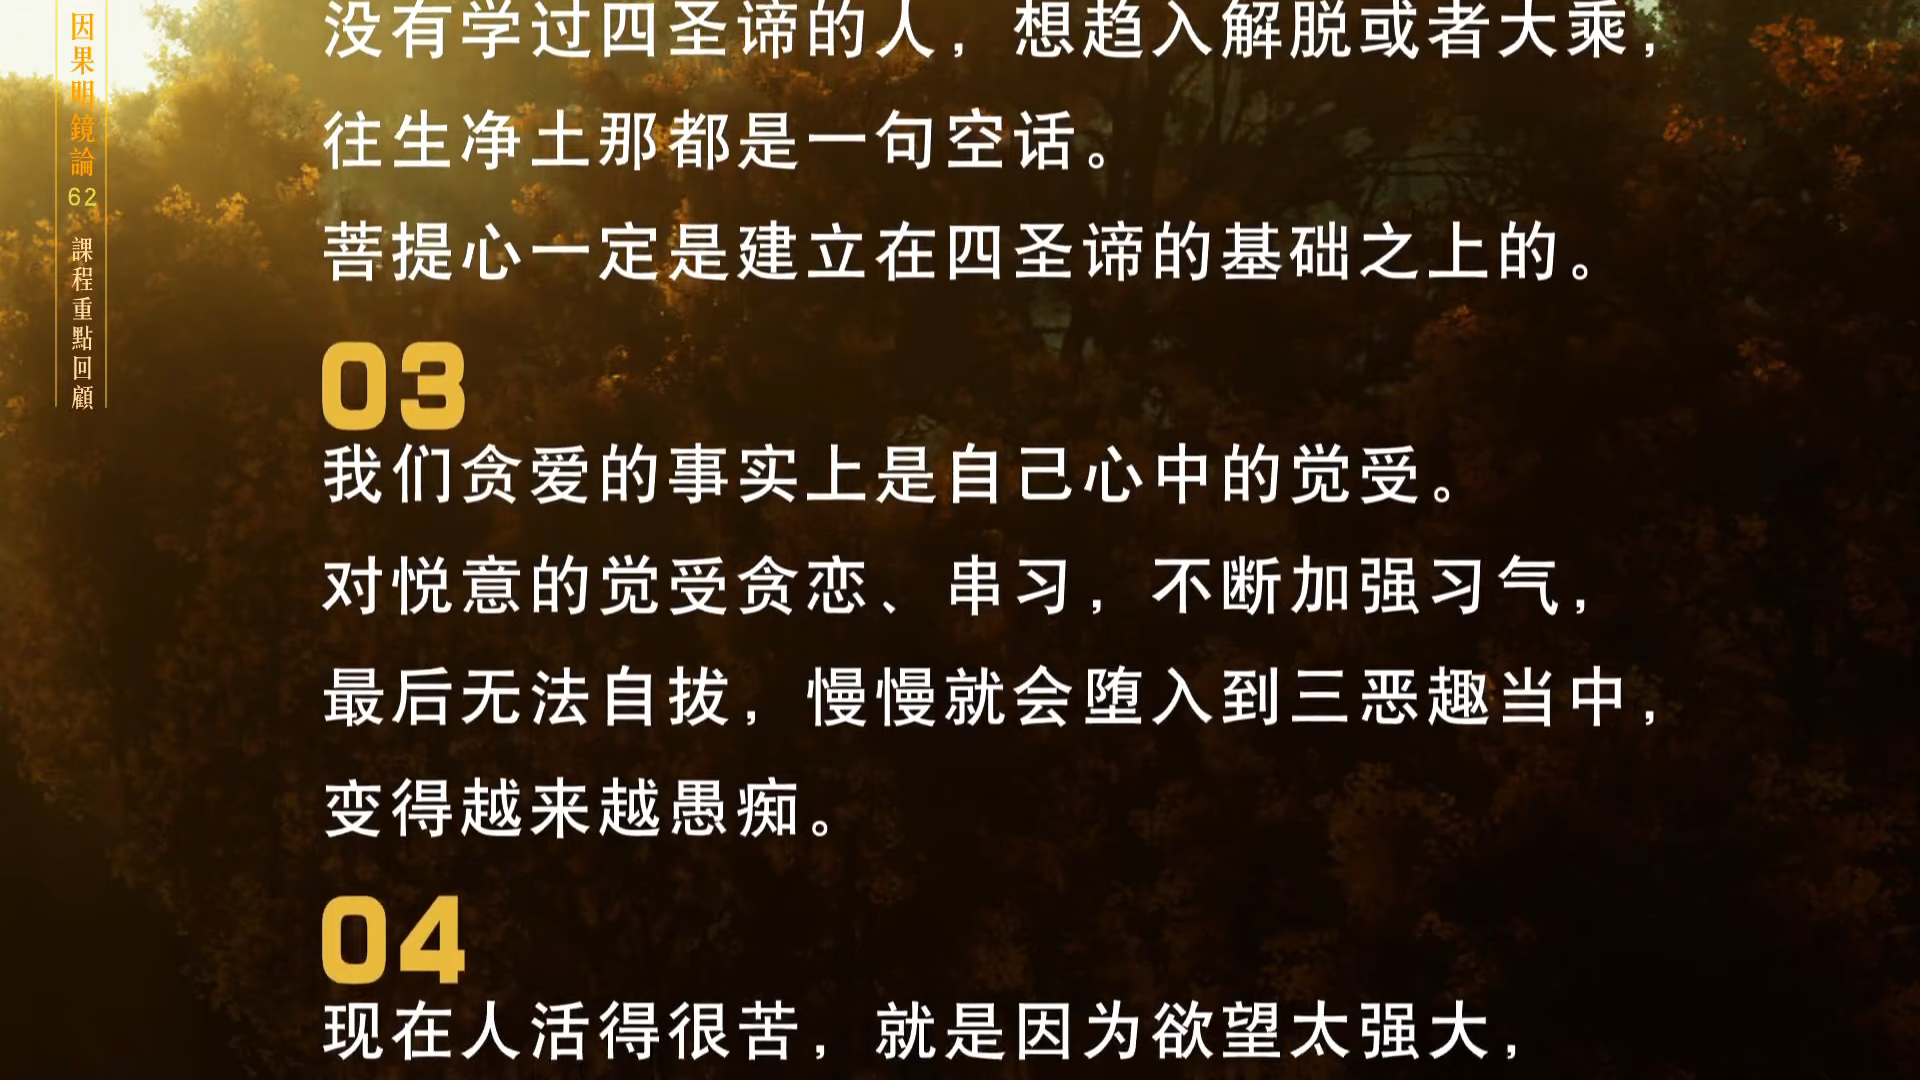 因果明鏡論
62
課程重點回顧
没有学过四圣谛的人，想趋入解脱或者大乘，
往生净土那都是一句空话。
菩提心一定是建立在四圣谛的基础之上的。
03
我们贪爱的事实上是自己心中的觉受。
对悦意的觉受贪恋、串习，不断加强习气，
最后无法自拔，慢慢就会堕入到三恶趣当中，
变得越来越愚痴。
04
现在人活得很苦，就是因为欲望太强大，